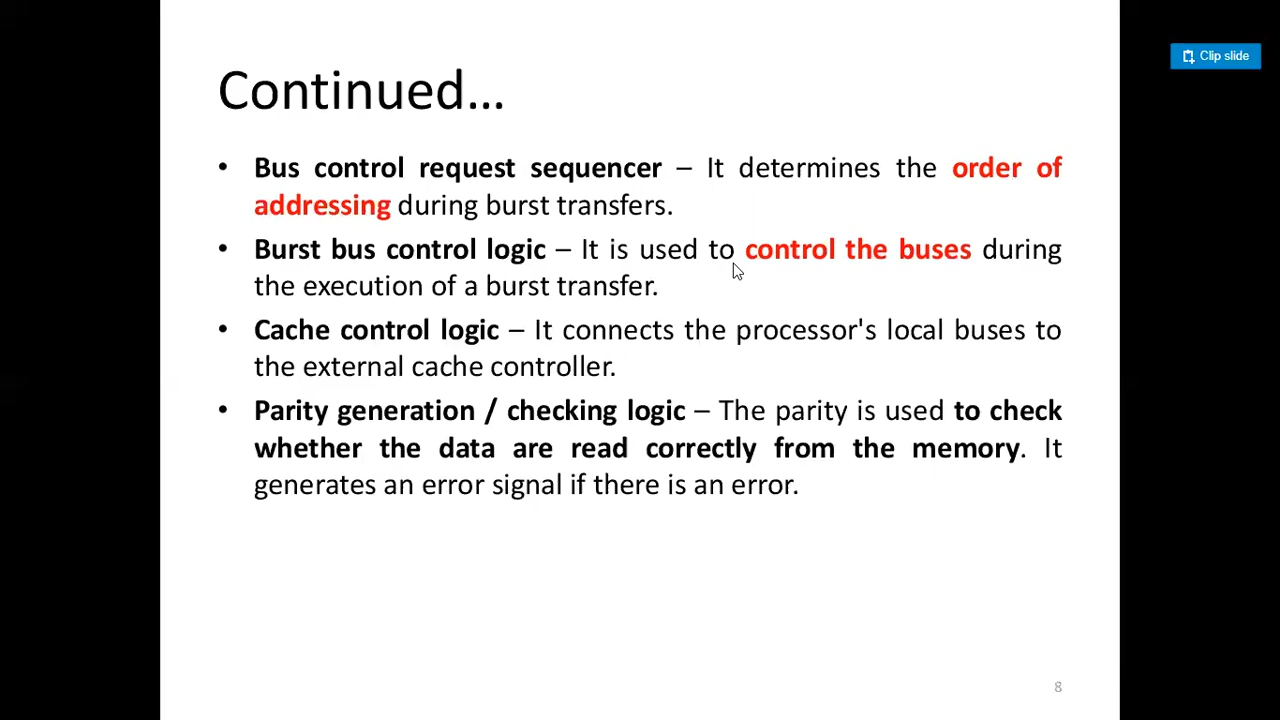 Clip slide
Continued...
• Bus control request sequencer – It determines the order of
addressing during burst transfers.
• Burst bus control logic – It is used to control the buses during
the execution of a burst transfer.
• Cache control logic – It connects the processor's local buses to
the external cache controller.
• Parity generation / checking logic – The parity is used to check
whether the data are read correctly from the memory. It
generates an error signal if there is an error.
8